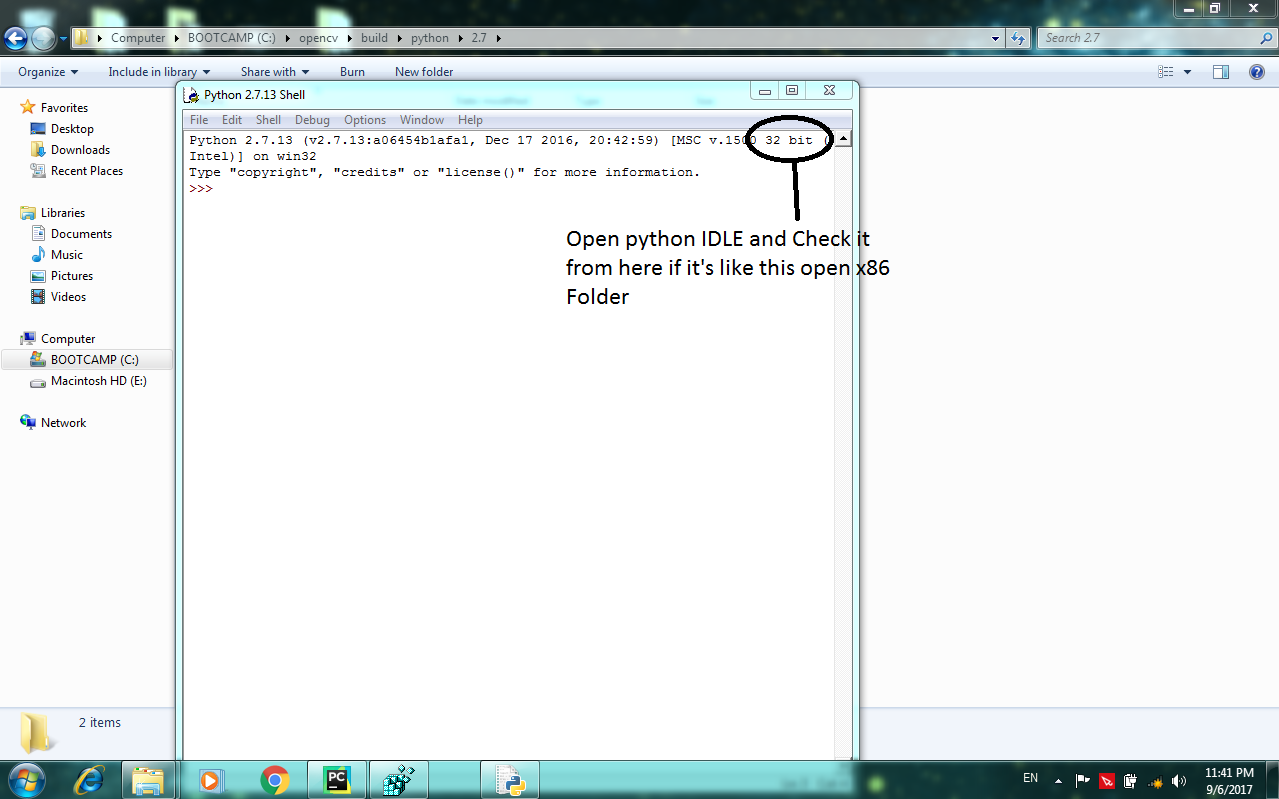 Computer BOOTCAMP (C:) opencv build python 2.7
Search 2.7
Organize Include in library Share with Burn New folder
Favorites
Desktop
Downloads
Recent Places
Libraries
Documents
Music
Pictures
Videos
Computer
BOOTCAMP (C:)
Macintosh HD (E:)
Network
Python 2.7.13 Shell
File Edit Shell Debug Options Window Help
Python 2.7.13 (v2.7.13:a06454b1afa1, Dec 17 2016, 20:42:59) [MSC v.1500 32 bit (
Intel)] on win32
Type "copyright", "credits" or "license()" for more information.
>>>
Open python IDLE and Check it
from here if it's like this open x86
Folder
2 items
PC
EN
11:41 PM
9/6/2017